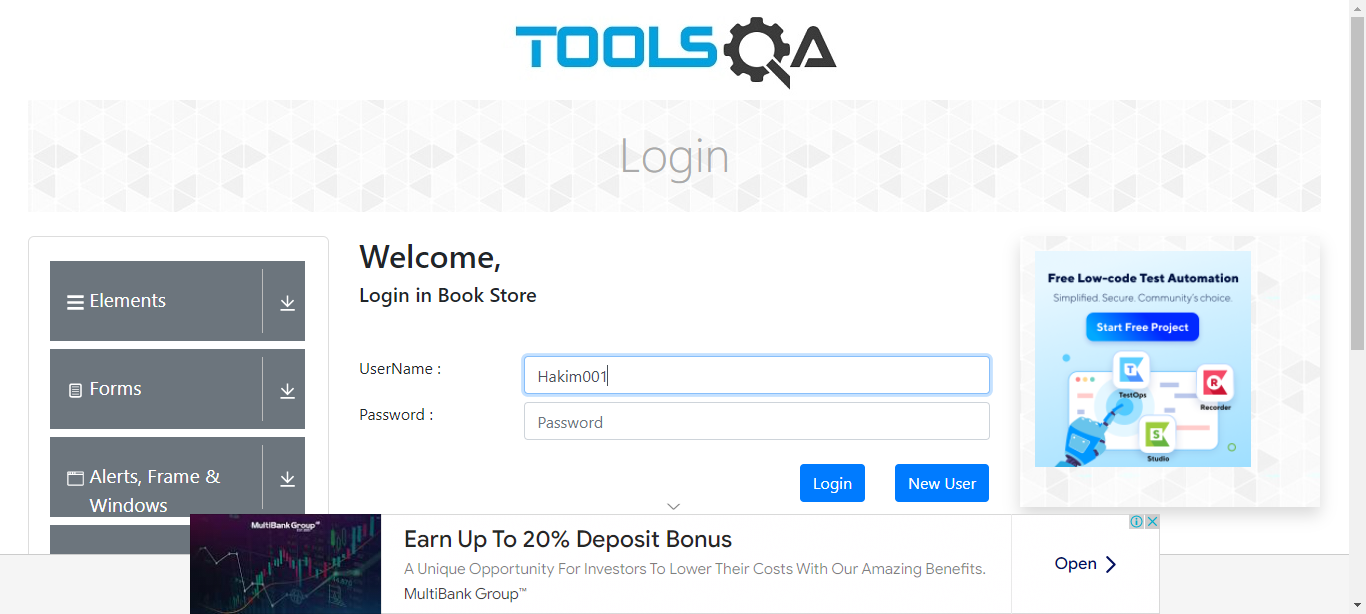 TOOLSQA
Login
Elements
Forms
Alerts, Frame &
Windows
Welcome,
Login in Book Store
UserName :
Hakim001
Password :
Password
Login
New User
Free Low-code Test Automation
Simplified. Secure. Community's choice.
Start Free Project
TestOps
Recorder
Studio
MultiBank Group
Earn Up To 20% Deposit Bonus
A Unique Opportunity For Investors To Lower Their Costs With Our Amazing Benefits.
MultiBank Group™
Open